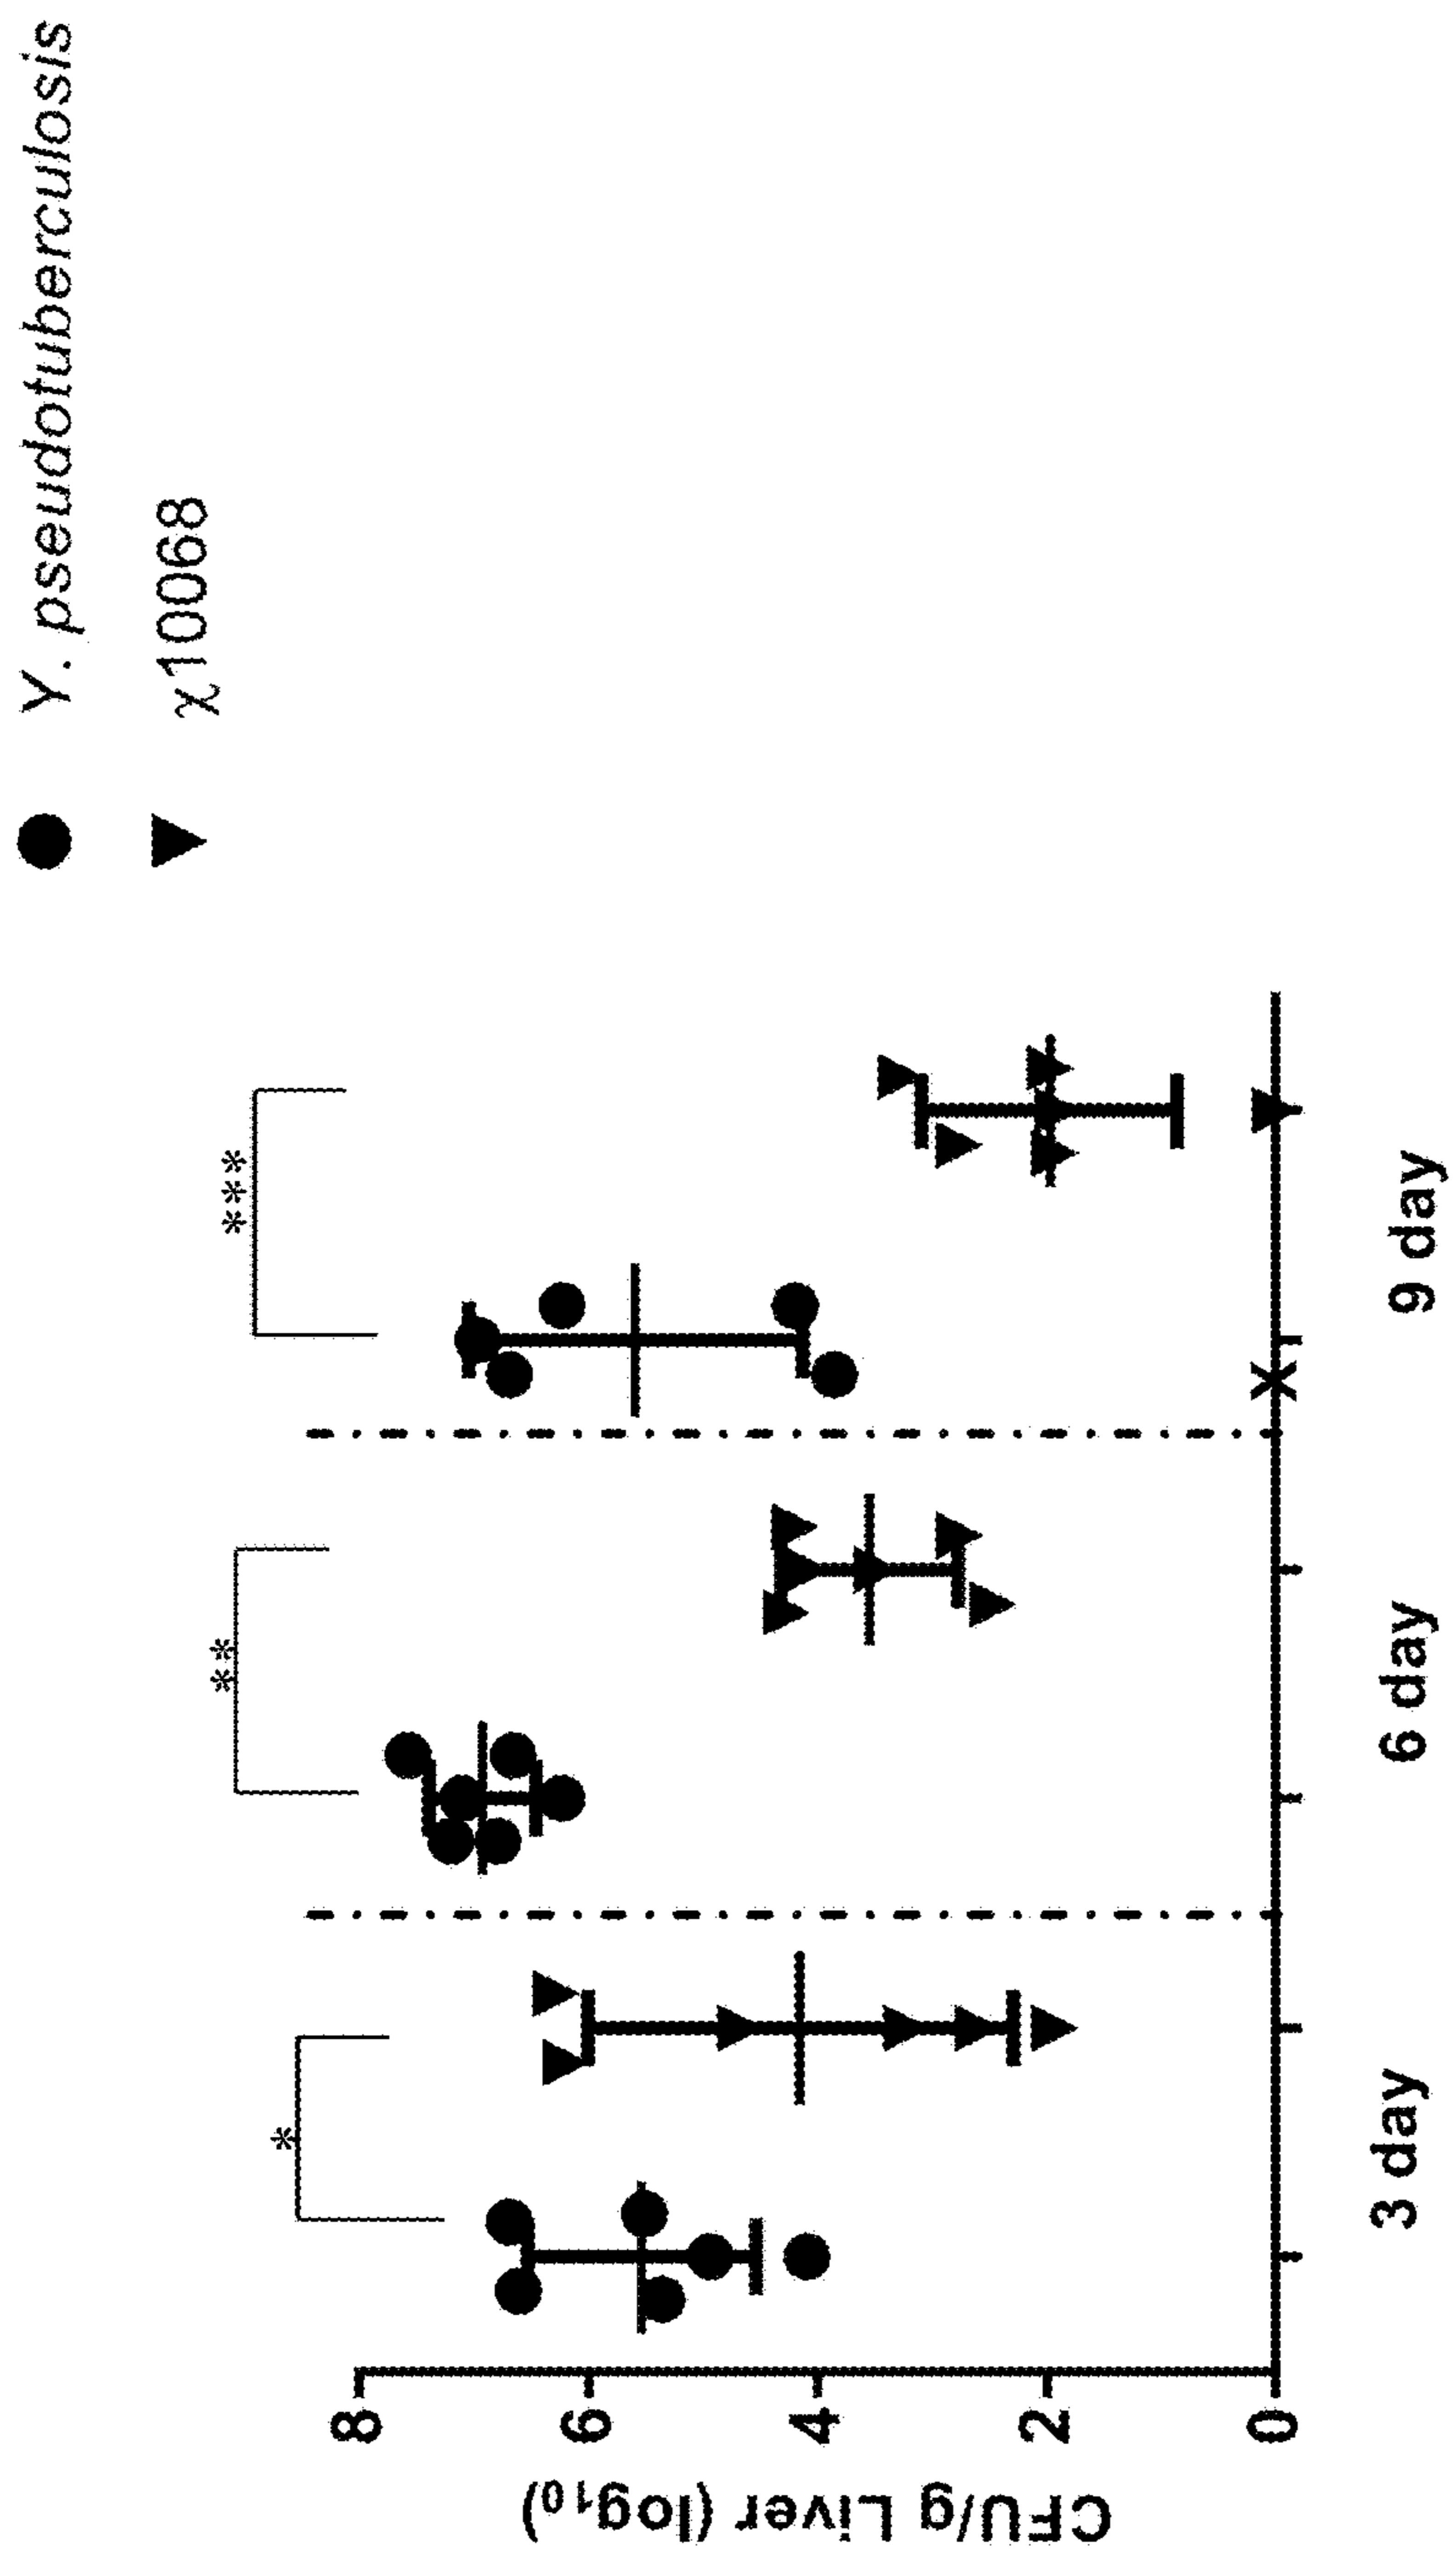 Y. pseudotuberculosis
χ10068
***
**
*
8
6
4
2
0
CFU/g Liver (log10)
X
3 day
6 day
9 day